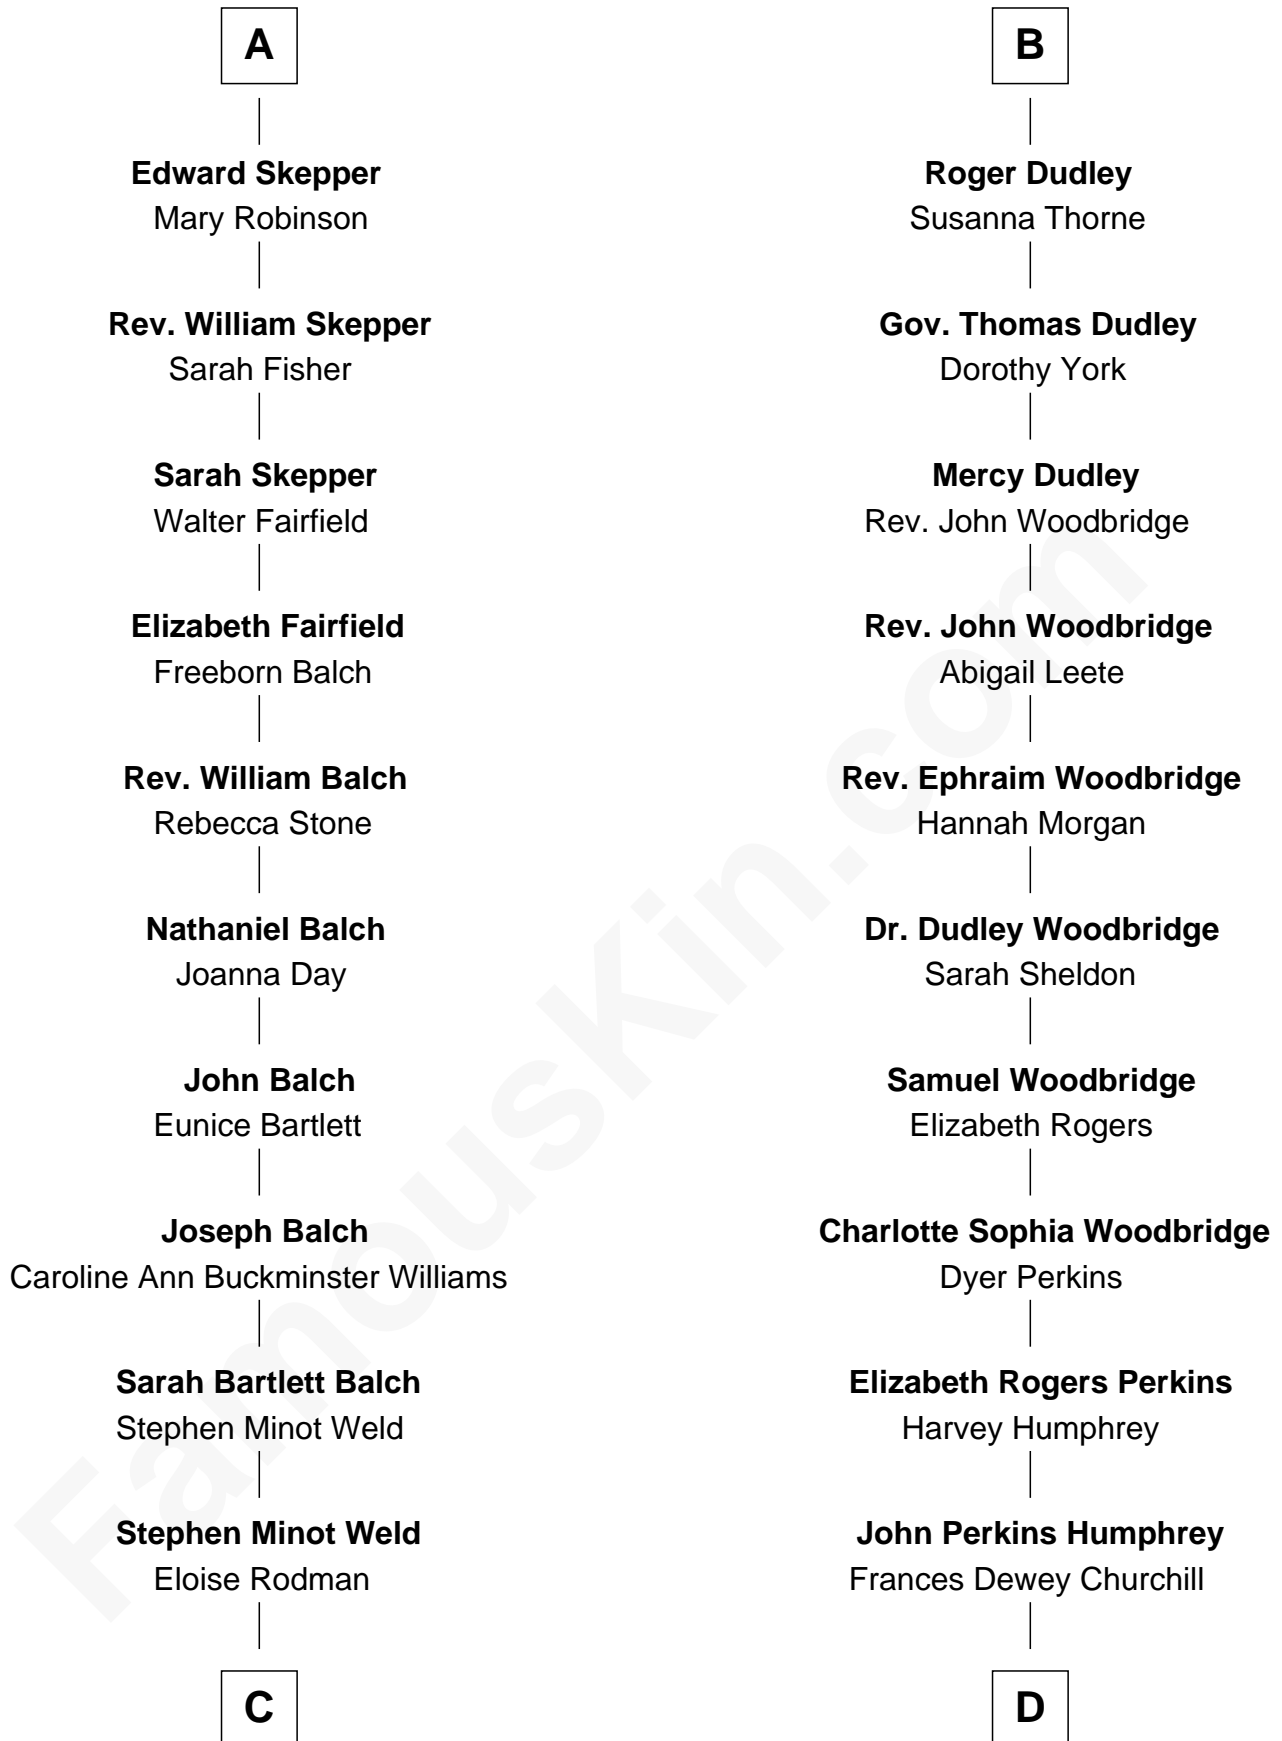 A
Edward Skepper
Mary Robinson
Rev. William Skepper
Sarah Fisher
Sarah Skepper
Walter Fairfield
Elizabeth Fairfield
Freeborn Balch
Rev. William Balch
Rebecca Stone
Nathaniel Balch
Joanna Day
John Balch
Eunice Bartlett
Joseph Balch
Caroline Ann Buckminster Williams
Sarah Bartlett Balch
Stephen Minot Weld
Stephen Minot Weld
Eloise Rodman
C
B
Roger Dudley
Susanna Thorne
Gov. Thomas Dudley
Dorothy York
Mercy Dudley
Rev. John Woodbridge
Rev. John Woodbridge
Abigail Leete
Rev. Ephraim Woodbridge
Hannah Morgan
Dr. Dudley Woodbridge
Sarah Sheldon
Samuel Woodbridge
Elizabeth Rogers
Charlotte Sophia Woodbridge
Dyer Perkins
Elizabeth Rogers Perkins
Harvey Humphrey
John Perkins Humphrey
Frances Dewey Churchill
D
FamousKin.com